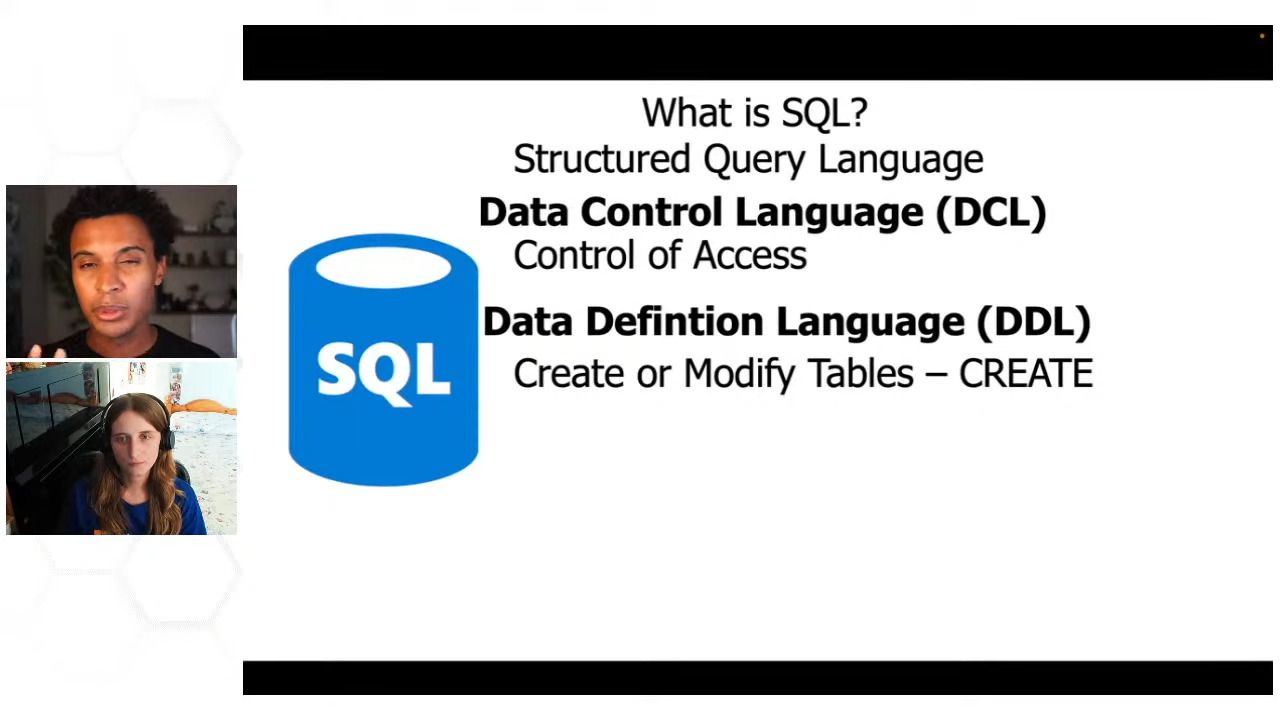 What is SQL?
Structured Query Language
Data Control Language (DCL)
Control of Access
Data Defintion Language (DDL)
Create or Modify Tables – CREATE
SQL